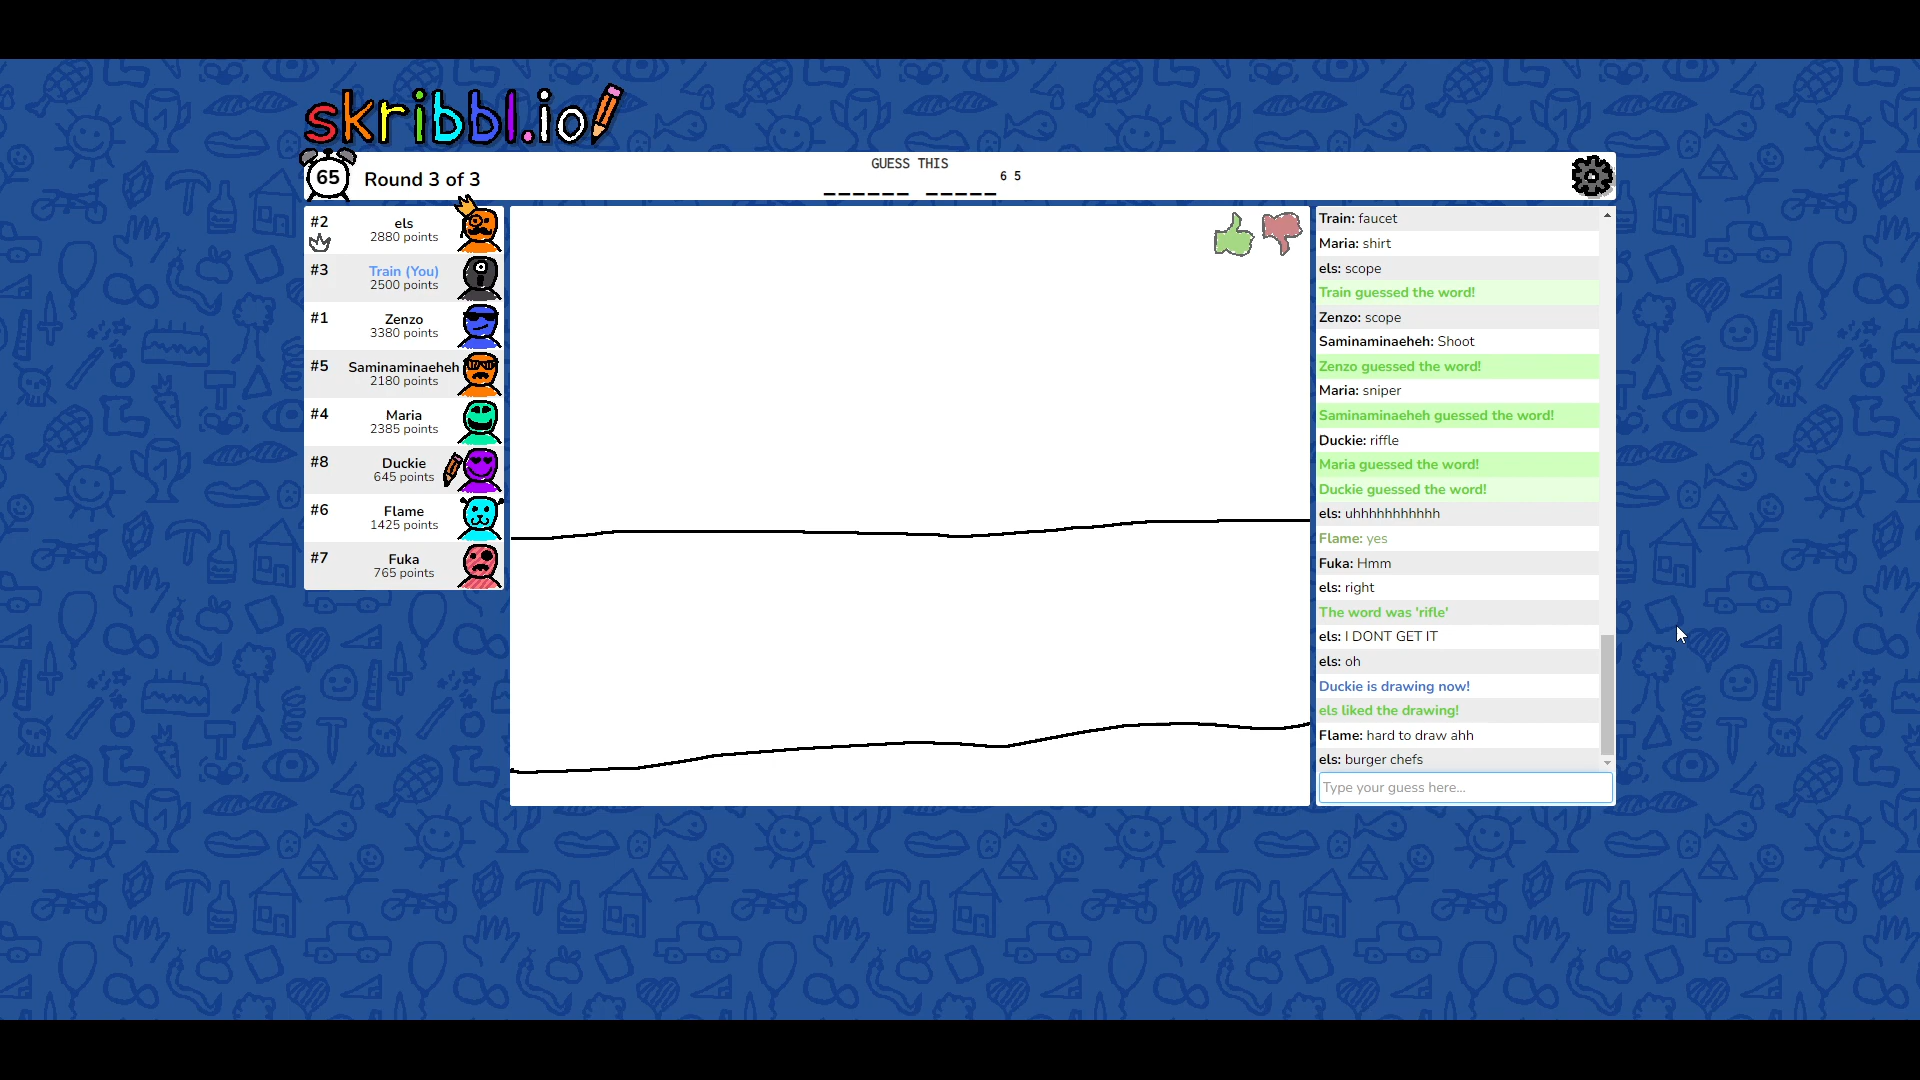 skribbl.io
65
Round 3 of 3
GUESS THIS
______ _____ 6 5
#2
els
2880 points
#3
Train (You)
2500 points
#1
Zenzo
3380 points
#5
Saminaminaeheh
2180 points
#4
Maria
2385 points
#8
Duckie
645 points
#6
Flame
1425 points
#7
Fuka
765 points
Train: faucet
Maria: shirt
els: scope
Train guessed the word!
Zenzo: scope
Saminaminaeheh: Shoot
Zenzo guessed the word!
Maria: sniper
Saminaminaeheh guessed the word!
Duckie: riffle
Maria guessed the word!
Duckie guessed the word!
els: uhhhhhhhhhhh
Flame: yes
Fuka: Hmm
els: right
The word was 'rifle'
els: I DONT GET IT
els: oh
Duckie is drawing now!
els liked the drawing!
Flame: hard to draw ahh
els: burger chefs
Type your guess here...